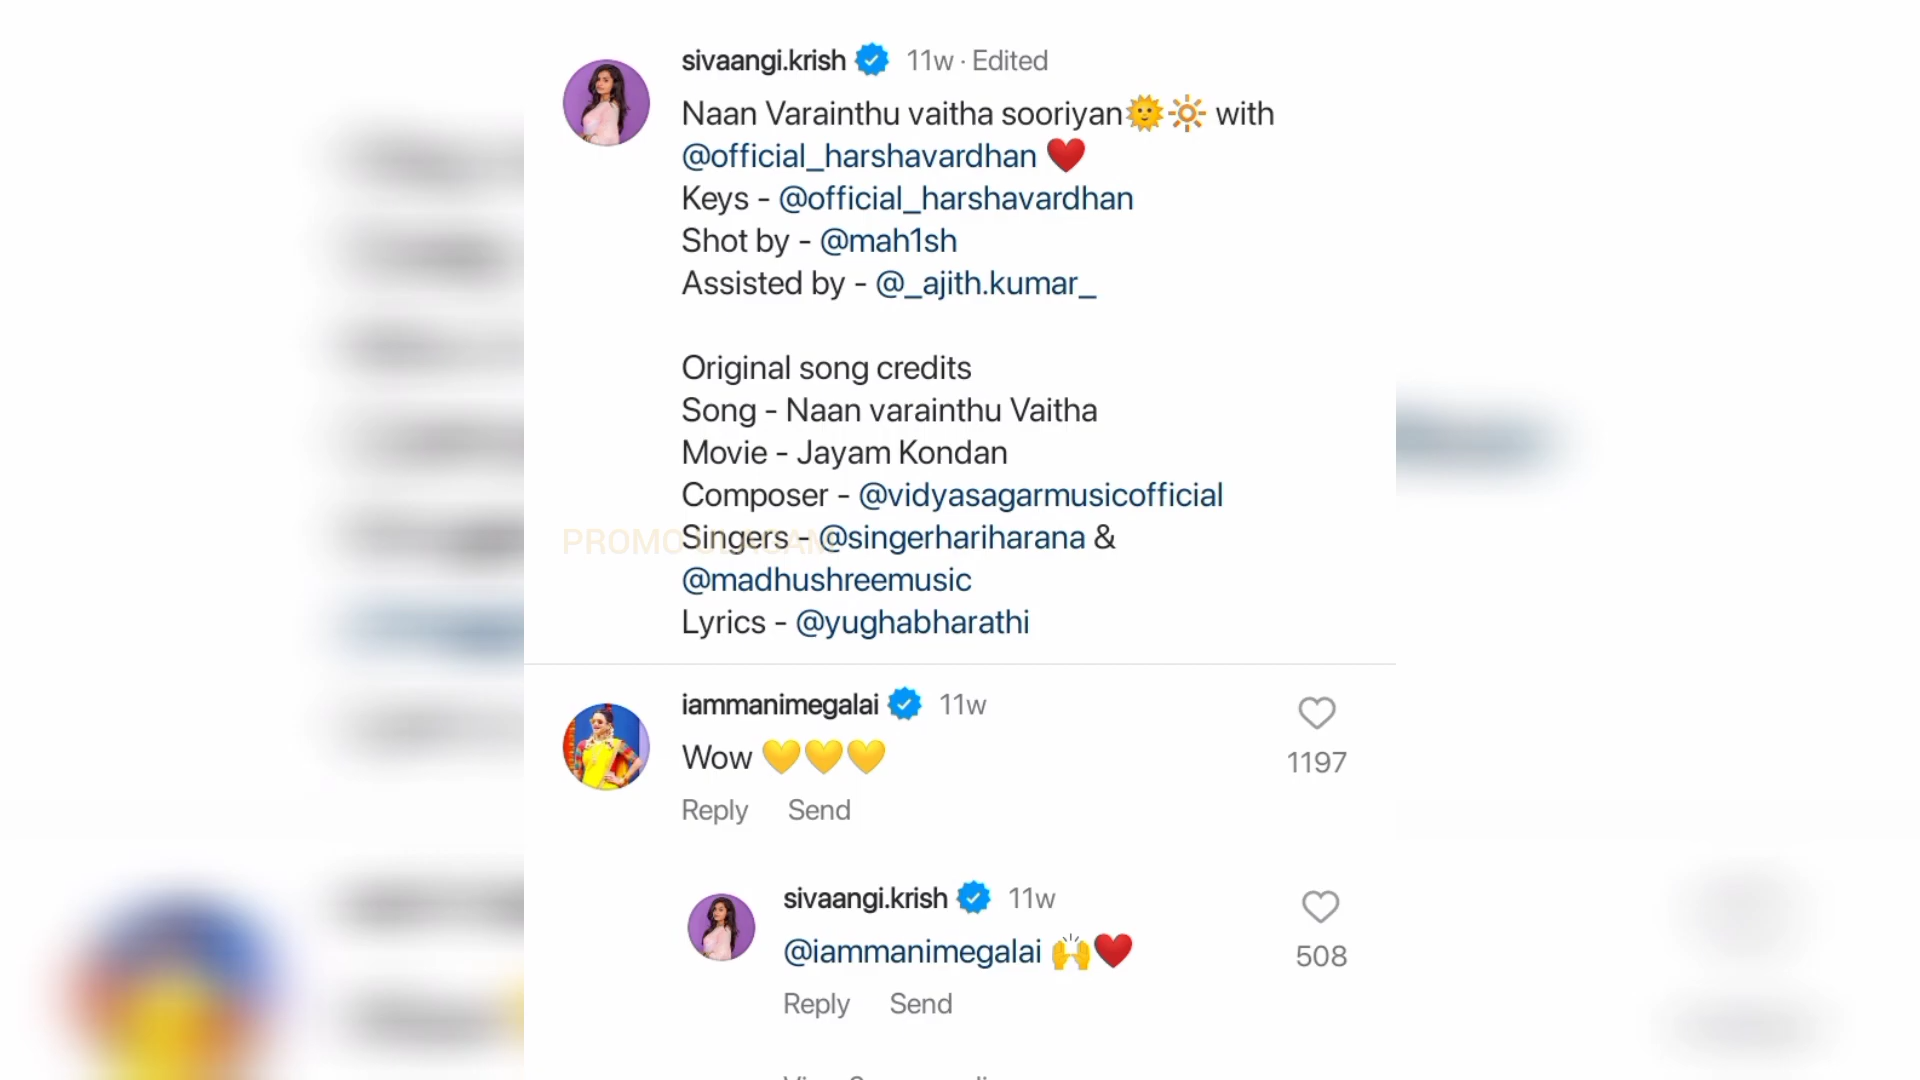 sivaangi.krish 11w · Edited
Naan Varainthu vaitha sooriyan🌞🔆 with
@official_harshavardhan ❤️
Keys - @official_harshavardhan
Shot by - @mah1sh
Assisted by - @_ajith.kumar_
Original song credits
Song - Naan varainthu Vaitha
Movie - Jayam Kondan
Composer - @vidyasagarmusicofficial
PROMO ULAGAM
Singers - @singerhariharana &
@madhushreemusic
Lyrics - @yughabharathi
iammanimegalai 11w
Wow 💛💛💛
1197
Reply Send
sivaangi.krish 11w
@iammanimegalai 🙌❤️
508
Reply Send